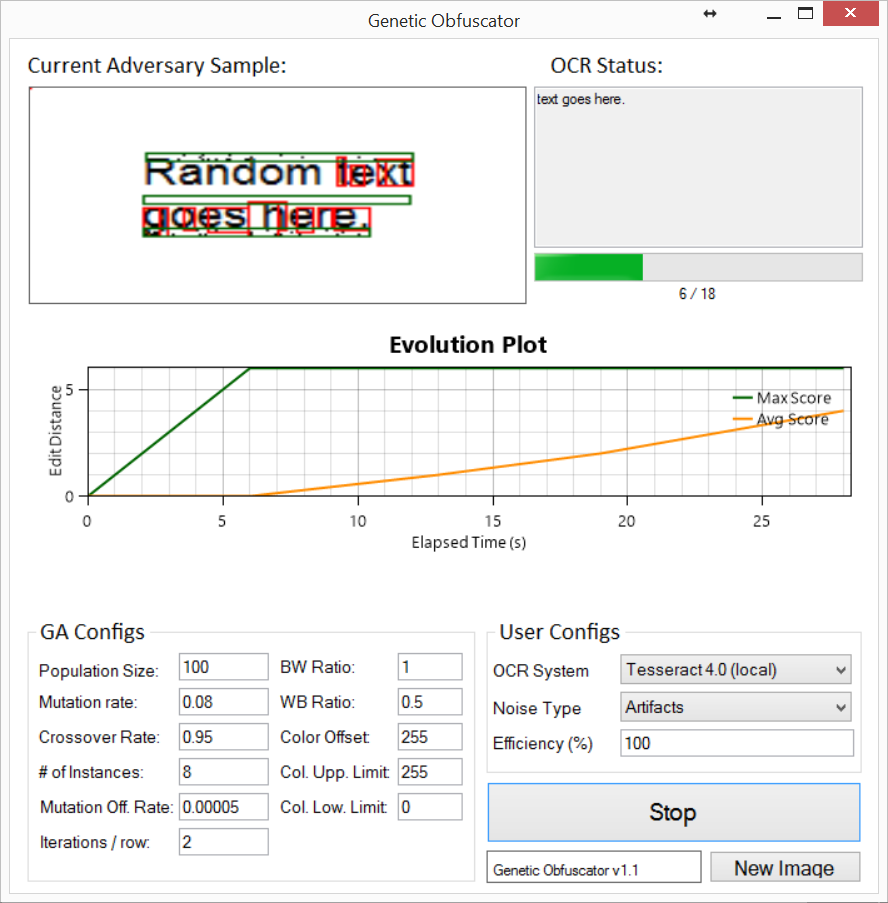 Genetic Obfuscator
Current Adversary Sample:
OCR Status:
Random text
goes here.
text goes here.
6 / 18
Evolution Plot
Edit Distance
5
0
Max Score
Avg Score
0 5 10 15 20 25
Elapsed Time (s)
GA Configs
Population Size: 100 BW Ratio: 1
Mutation rate: 0.08 WB Ratio: 0.5
Crossover Rate: 0.95 Color Offset: 255
# of Instances: 8 Col. Upp. Limit: 255
Mutation Off. Rate: 0.00005 Col. Low. Limit: 0
Iterations / row: 2
User Configs
OCR System Tesseract 4.0 (local)
Noise Type Artifacts
Efficiency (%) 100
Stop
Genetic Obfuscator v1.1
New Image